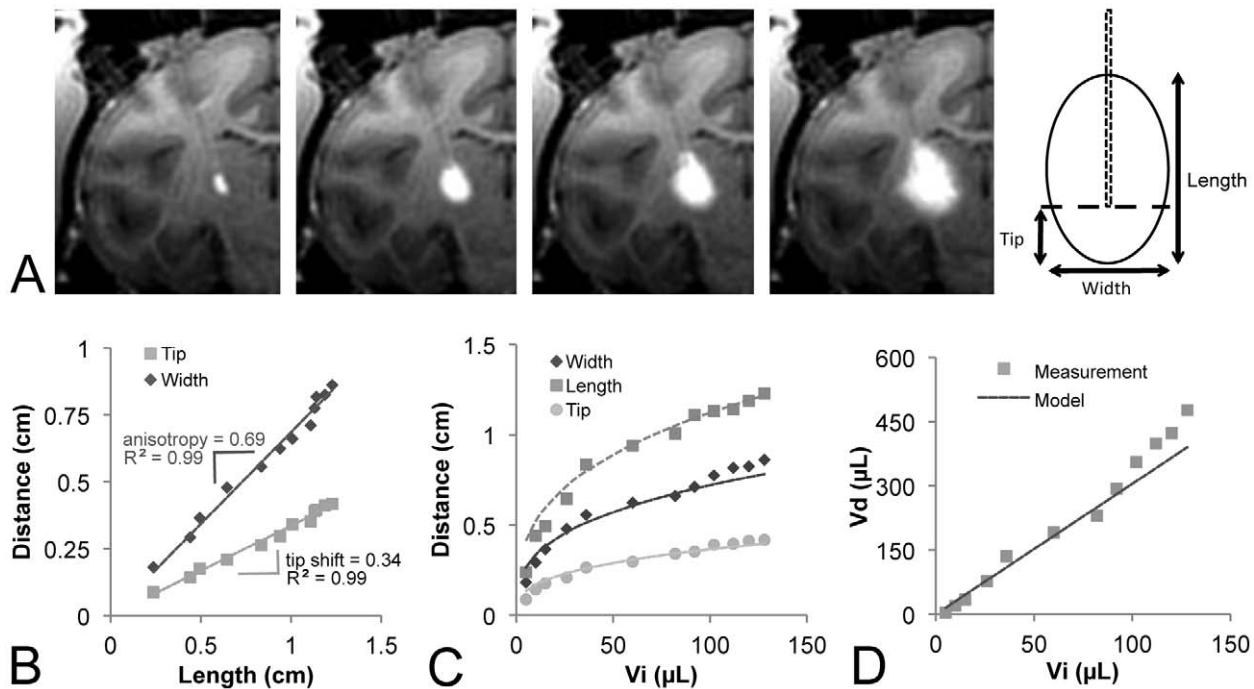 A
Length
Tip
Width
B
Distance (cm)
1
0.75
0.5
0.25
0
Tip
Width
anisotropy = 0.69
R² = 0.99
tip shift = 0.34
R² = 0.99
0 0.5 1 1.5
Length (cm)
C
Distance (cm)
1.5
1
0.5
0
Width
Length
Tip
0 50 100 150
Vi (µL)
D
Vd (µL)
600
450
300
150
0
Measurement
Model
0 50 100 150
Vi (µL)